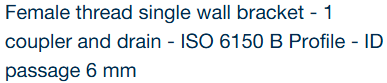 Female thread single wall bracket - 1
coupler and drain - ISO 6150 B Profile - ID
passage 6 mm